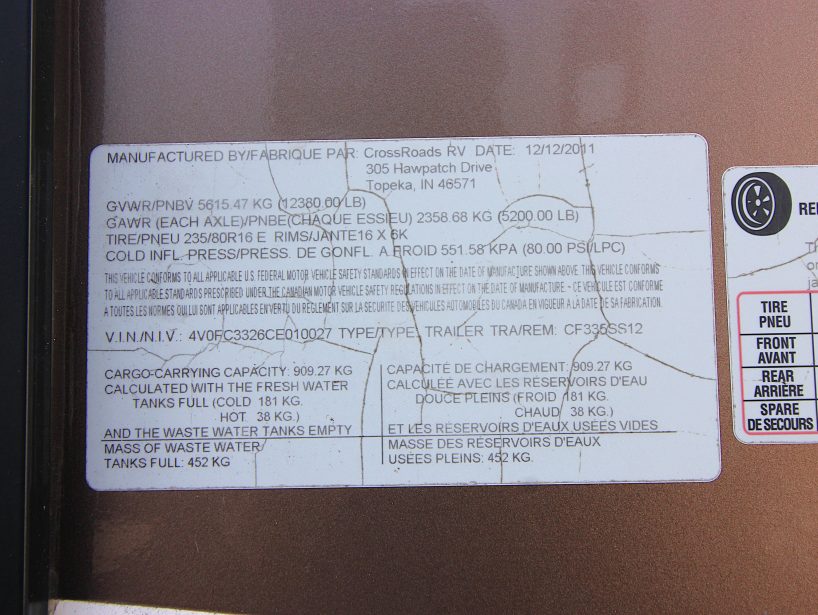 MANUFACTURED BY/FABRIQUE PAR: CrossRoads RV DATE: 12/12/2011
305 Hawpatch Drive
Topeka, IN 46571
GVWR/PNBV 5615.47 KG (12380.00 LB)
GAWR (EACH AXLE)/PNBE(CHAQUE ESSIEU) 2358.68 KG (5200.00 LB)
TIRE/PNEU 235/80R16 E RIMS/JANTE16 X 6K
COLD INFL. PRESS/PRESS. DE GONFL. A FROID 551.58 KPA (80.00 PSI/LPC)
THIS VEHICLE CONFORMS TO ALL APPLICABLE U.S. FEDERAL MOTOR VEHICLE SAFETY STANDARDS IN EFFECT ON THE DATE OF MANUFACTURE SHOWN ABOVE. THIS VEHICLE CONFORMS
TO ALL APPLICABLE STANDARDS PRESCRIBED UNDER THE CANADIAN MOTOR VEHICLE SAFETY REGULATIONS IN EFFECT ON THE DATE OF MANUFACTURE - CE VEHICULE EST CONFORME
A TOUTES LES NORMES QUI LUI SONT APPLICABLES EN VERTU DU RÈGLEMENT SUR LA SECURITE DES VEHICULES AUTOMOBILES DU CANADA EN VIGUEUR A LA DATE DE SA FABRICATION.
V.I.N./N.I.V.: 4V0FC3326CE010027 TYPE/TYPE: TRAILER TRA/REM: CF335SS12
CARGO-CARRYING CAPACITY: 909.27 KG
CALCULATED WITH THE FRESH WATER
TANKS FULL (COLD 181 KG.
HOT 38 KG.)
AND THE WASTE WATER TANKS EMPTY
MASS OF WASTE WATER
TANKS FULL: 452 KG
CAPACITÉ DE CHARGEMENT: 909.27 KG
CALCULÉE AVEC LES RÉSERVOIRS D'EAU
DOUCE PLEINS (FROID 181 KG.
CHAUD 38 KG.)
ET LES RÉSERVOIRS D'EAUX USÉES VIDES
MASSE DES RÉSERVOIRS D'EAUX
USÉES PLEINS: 452 KG.
TIRE
PNEU
FRONT
AVANT
REAR
ARRIÈRE
SPARE
DE SECOURS